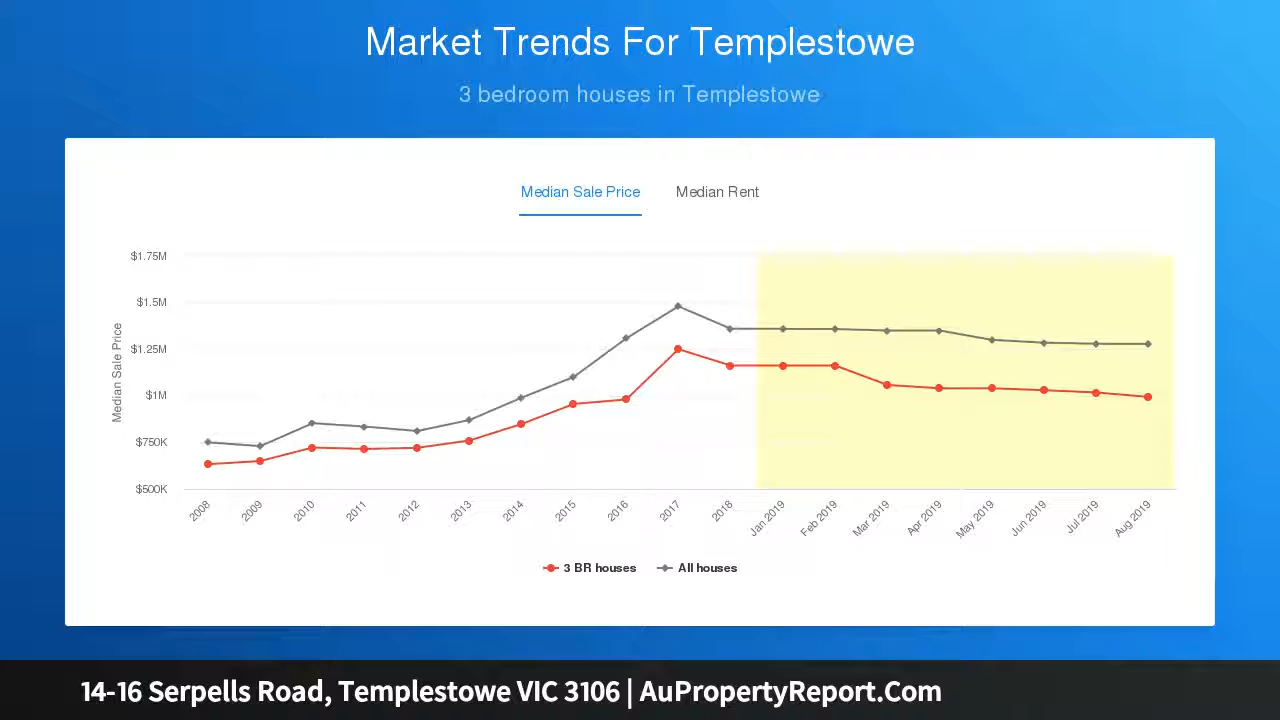 Market Trends For Templestowe
3 bedroom houses in Templestowe
Median Sale Price Median Rent
$1.75M
$1.5M
$1.25M
$1M
$750K
$500K
Median Sale Price
2008 2009 2010 2011 2012 2013 2014 2015 2016 2017 2018 Jan 2019 Feb 2019 Mar 2019 Apr 2019 May 2019 Jun 2019 Jul 2019 Aug 2019
3 BR houses All houses
14-16 Serpells Road, Templestowe VIC 3106 | AuPropertyReport.Com